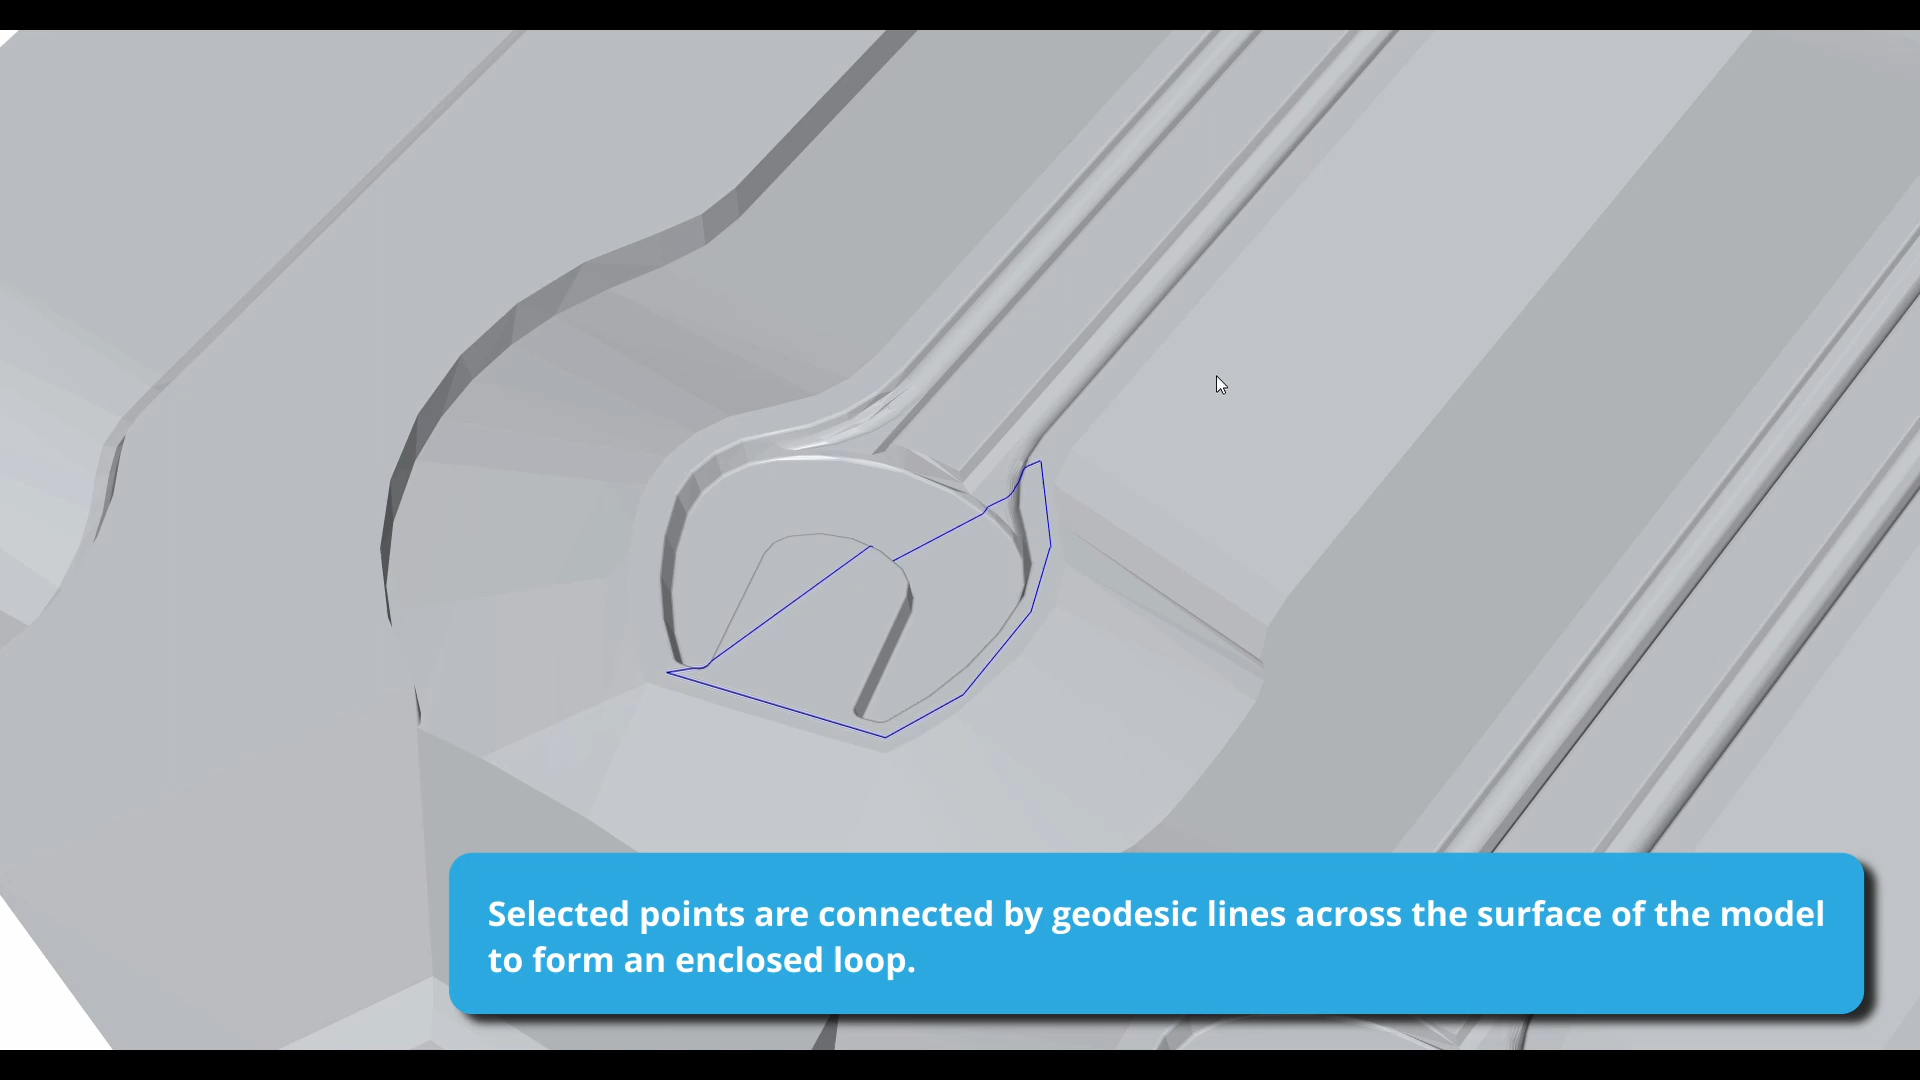 Selected points are connected by geodesic lines across the surface of the model
to form an enclosed loop.